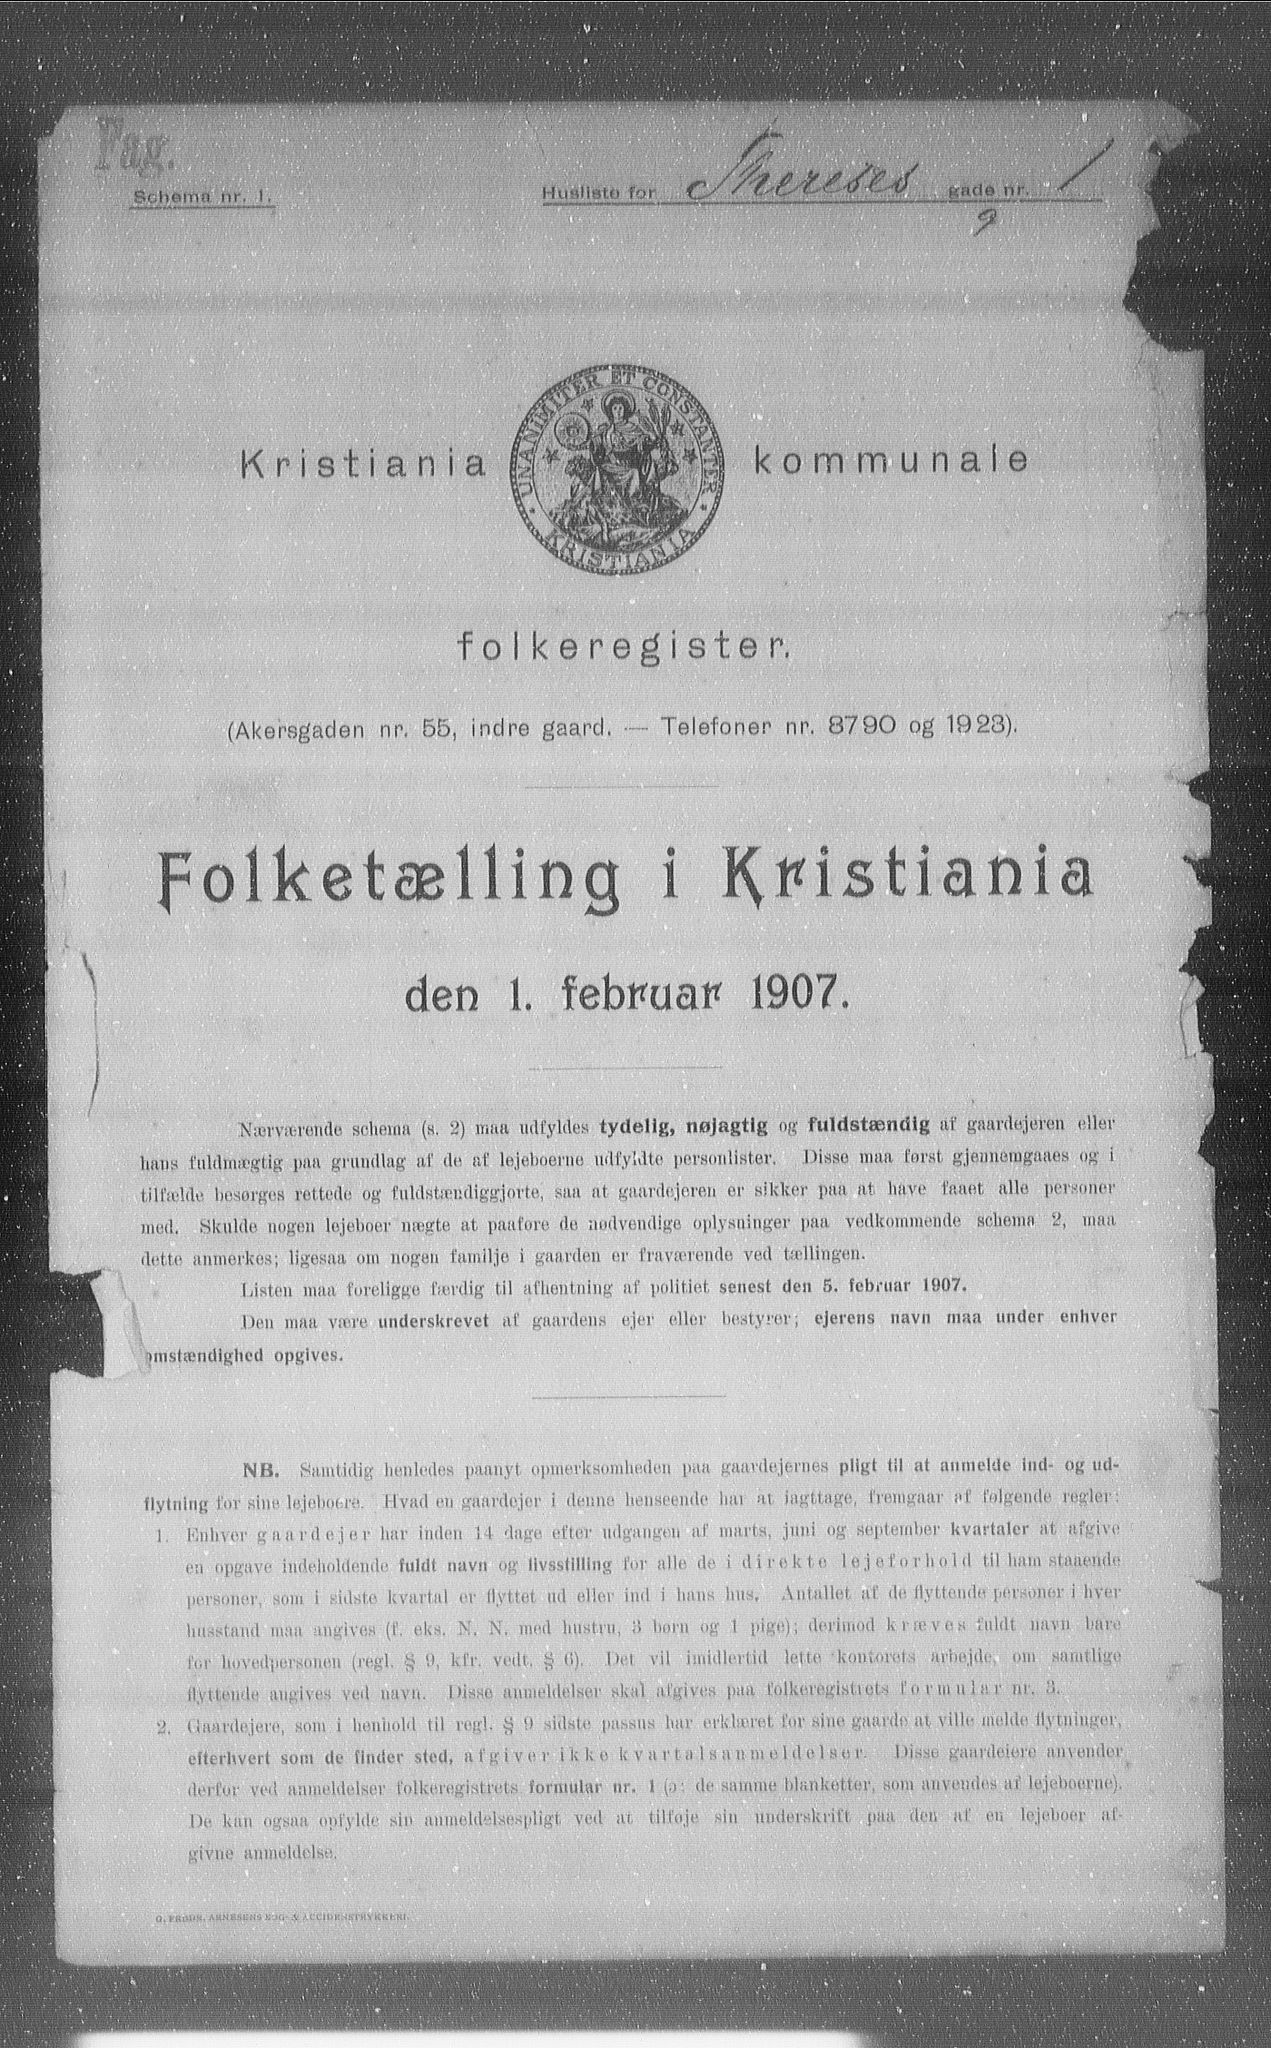 Fag.
Schema nr. 1.
Husliste for Thereses gade nr. 1
9
UNANIMITER ET CONSTANTER
KRISTIANIA
Kristiania kommunale
folkeregister.
(Akersgaden nr. 55, indre gaard. — Telefoner nr. 8790 og 1923).
Folketælling i Kristiania
den 1. februar 1907.
Nærværende schema (s. 2) maa udfyldes tydelig, nøjagtig og fuldstændig af gaardejeren eller
hans fuldmægtig paa grundlag af de af lejeboerne udfyldte personlister. Disse maa først gjennemgaaes og i
tilfælde besørges rettede og fuldstændiggjorte, saa at gaardejeren er sikker paa at have faaet alle personer
med. Skulde nogen lejeboer nægte at paaføre de nødvendige oplysninger paa vedkommende schema 2, maa
dette anmerkes; ligesaa om nogen familje i gaarden er fraværende ved tællingen.
Listen maa foreligge færdig til afhentning af politiet senest den 5. februar 1907.
Den maa være underskrevet af gaardens ejer eller bestyrer; ejerens navn maa under enhver
omstændighed opgives.
NB. Samtidig henledes paanyt opmerksomheden paa gaardejernes pligt til at anmelde ind- og ud-
flytning for sine lejeboere. Hvad en gaardejer i denne henseende har at iagttage, fremgaar af følgende regler:
1. Enhver gaardejer har inden 14 dage efter udgangen af marts, juni og september kvartaler at afgive
en opgave indeholdende fuldt navn og livsstilling for alle de i direkte lejeforhold til ham staaende
personer, som i sidste kvartal er flyttet ud eller ind i hans hus. Antallet af de flyttende personer i hver
husstand maa angives (f. eks. N. N. med hustru, 3 børn og 1 pige); derimod kræves fuldt navn bare
for hovedpersonen (regl. § 9, kfr. vedt. § 6). Det vil imidlertid lette kontorets arbejde, om samtlige
flyttende angives ved navn. Disse anmeldelser skal afgives paa folkeregistrets formular nr. 3.
2. Gaardejere, som i henhold til regl. § 9 sidste passus har erklæret for sine gaarde at ville melde flytninger,
efterhvert som de finder sted, afgiver ikke kvartalsanmeldelser. Disse gaardeiere anvender
derfor ved anmeldelser folkeregistrets formular nr. 1 (ɔ: de samme blanketter, som anvendes af lejeboerne).
De kan ogsaa opfylde sin anmeldelsespligt ved at tilføje sin underskrift paa den af en lejeboer af-
givne anmeldelse.
O. FREDR. ARNESENS BOG- & ACCIDENSTRYKKERI.